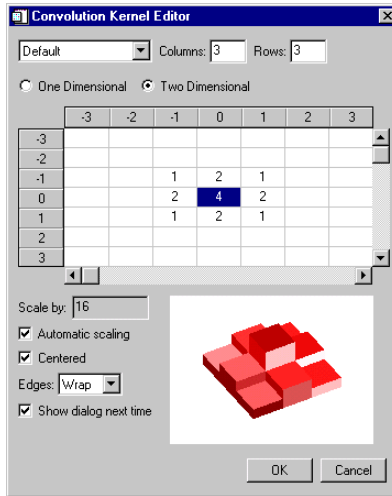 Convolution Kernel Editor
Default Columns: 3 Rows: 3
One Dimensional Two Dimensional
-3 -2 -1 0 1 2 3
-3
-2
-1 1 2 1
0 2 4 2
1 1 2 1
2
3
Scale by: 16
Automatic scaling
Centered
Edges: Wrap
Show dialog next time
OK Cancel